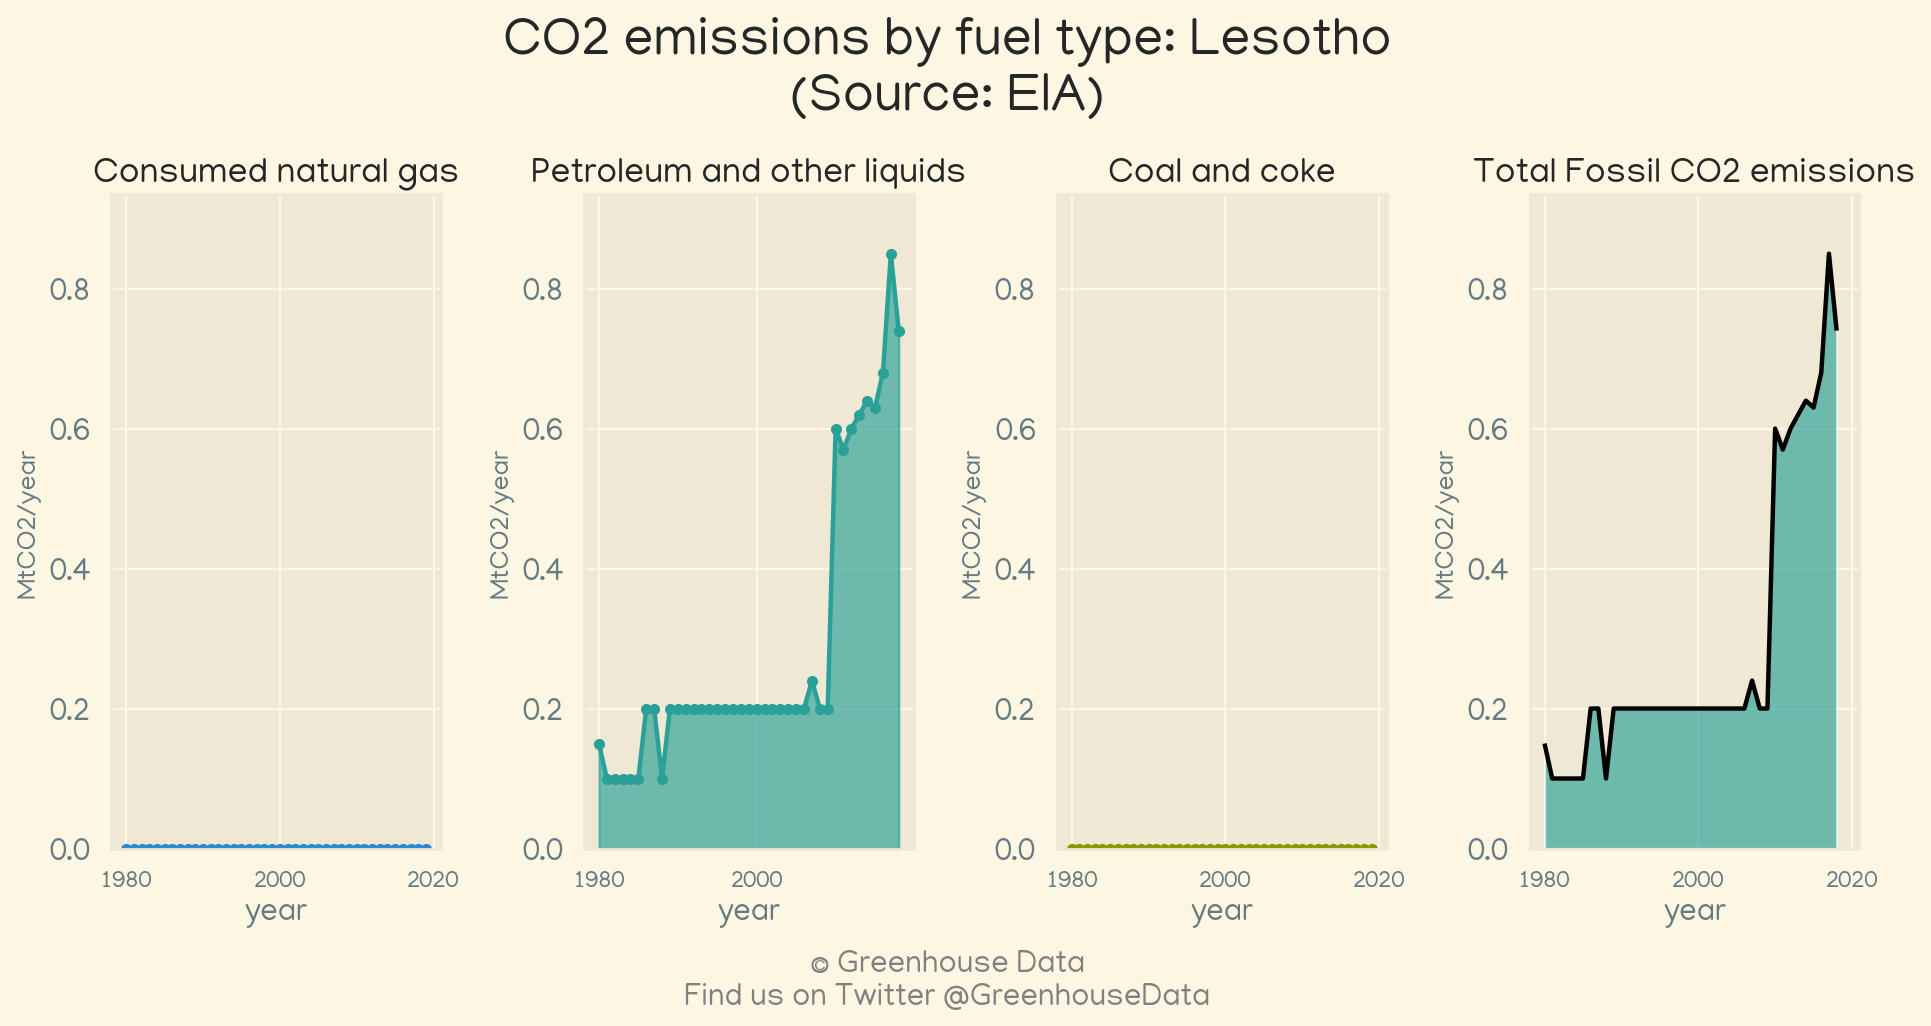 CO2 emissions by fuel type: Lesotho
(Source: EIA)
Consumed natural gas
Petroleum and other liquids
Coal and coke
Total Fossil CO2 emissions
MtCO2/year
0.8
0.6
0.4
0.2
0.0
1980 2000 2020
year
MtCO2/year
0.8
0.6
0.4
0.2
0.0
1980 2000
year
MtCO2/year
0.8
0.6
0.4
0.2
0.0
1980 2000 2020
year
MtCO2/year
0.8
0.6
0.4
0.2
0.0
1980 2000 2020
year
© Greenhouse Data
Find us on Twitter @GreenhouseData